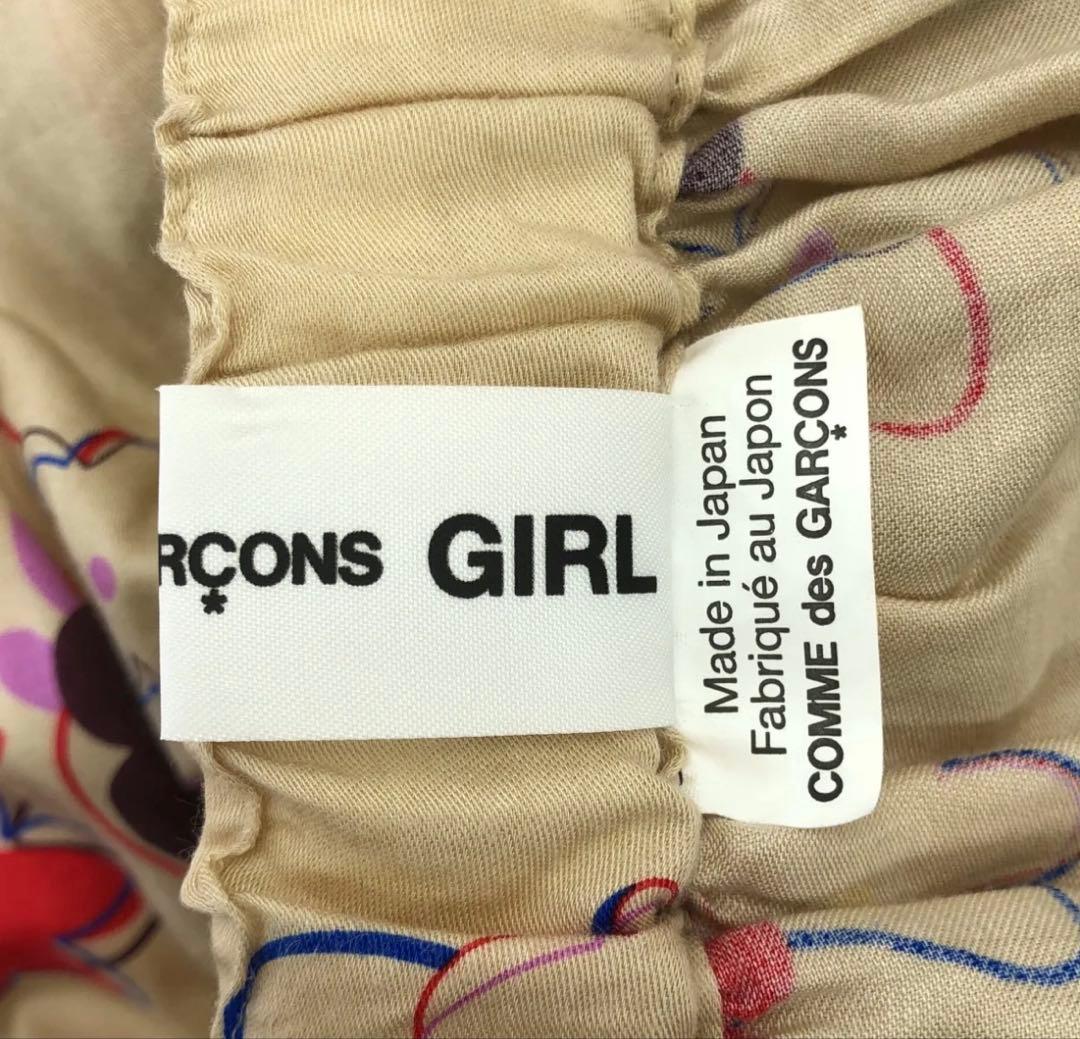 RÇONS GIRL
Made in Japan
Fabriqué au Japon
COMME des GARÇONS